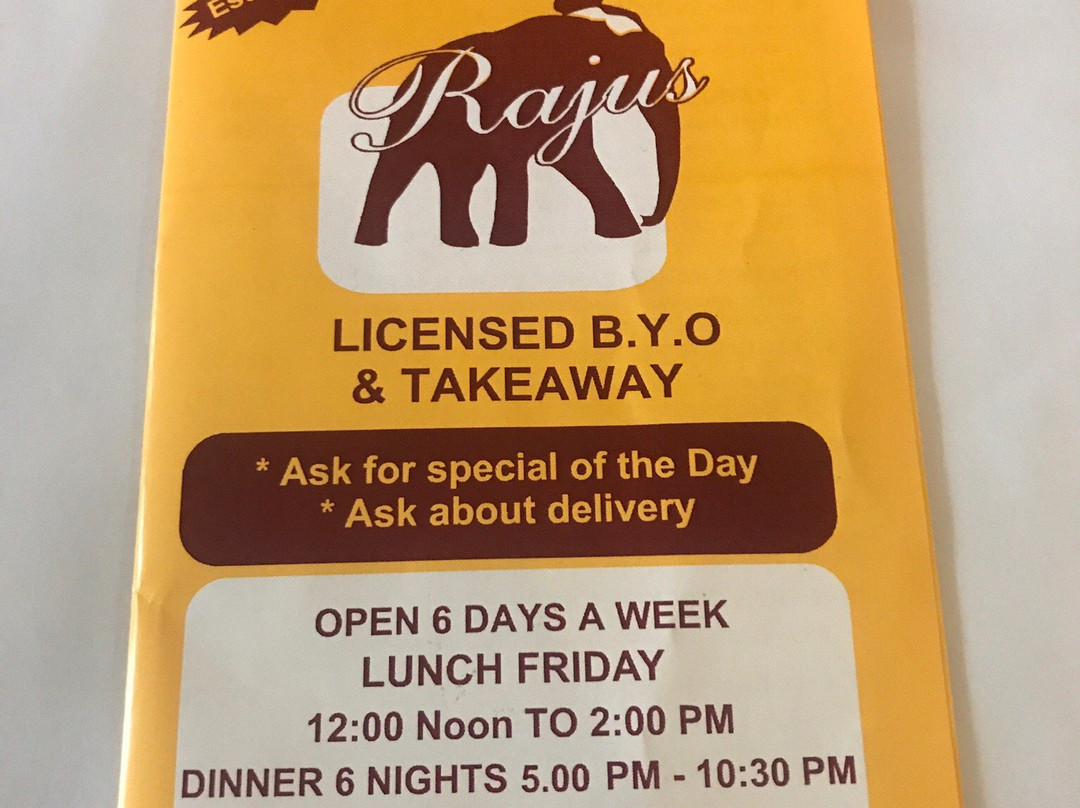 Rajus
LICENSED B.Y.O
& TAKEAWAY
* Ask for special of the Day
* Ask about delivery
OPEN 6 DAYS A WEEK
LUNCH FRIDAY
12:00 Noon TO 2:00 PM
DINNER 6 NIGHTS 5.00 PM - 10:30 PM